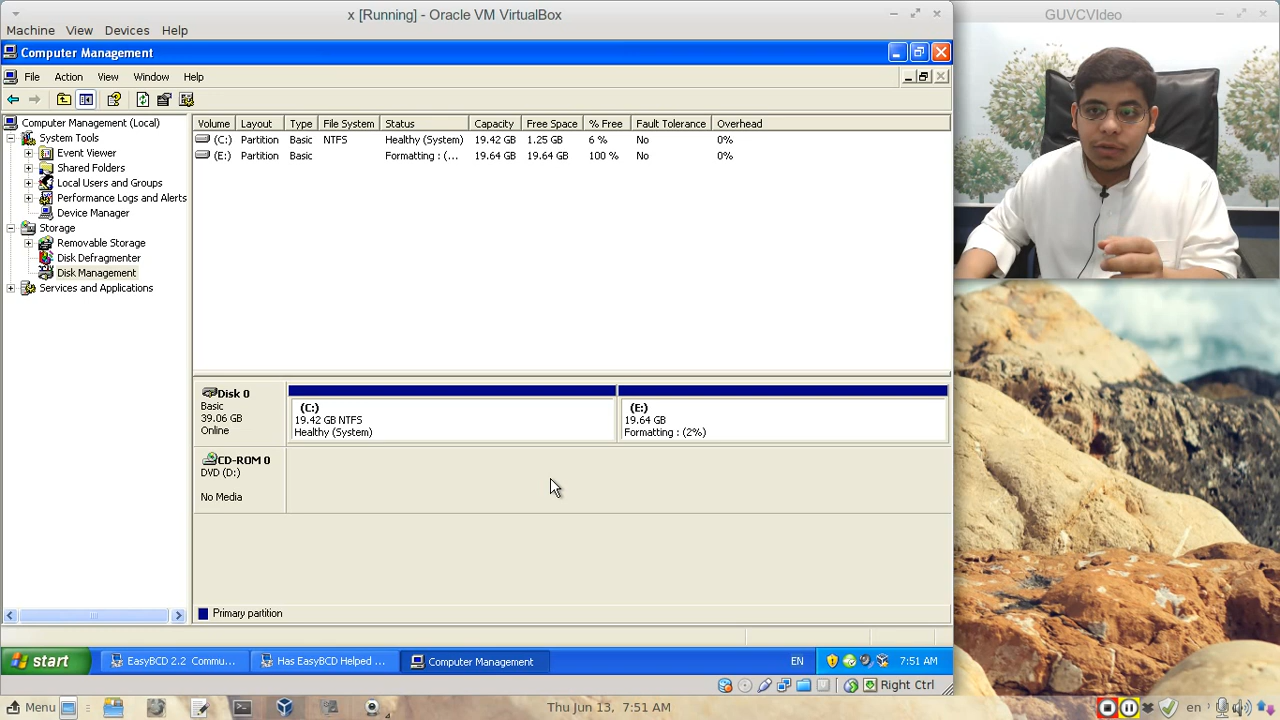 x [Running] - Oracle VM VirtualBox
GUVCVIdeo
Machine View Devices Help
Computer Management
File Action View Window Help
Computer Management (Local)
System Tools
Event Viewer
Shared Folders
Local Users and Groups
Performance Logs and Alerts
Device Manager
Storage
Removable Storage
Disk Defragmenter
Disk Management
Services and Applications
Volume Layout Type File System Status Capacity Free Space % Free Fault Tolerance Overhead
(C:) Partition Basic NTFS Healthy (System) 19.42 GB 1.25 GB 6 % No 0%
(E:) Partition Basic Formatting : (... 19.64 GB 19.64 GB 100 % No 0%
Disk 0
Basic
39.06 GB
Online
(C:)
19.42 GB NTFS
Healthy (System)
(E:)
19.64 GB
Formatting : (2%)
CD-ROM 0
DVD (D:)
No Media
Primary partition
start EasyBCD 2.2 Commu... Has EasyBCD Helped ... Computer Management EN 7:51 AM
Right Ctrl
Menu Thu Jun 13, 7:51 AM en